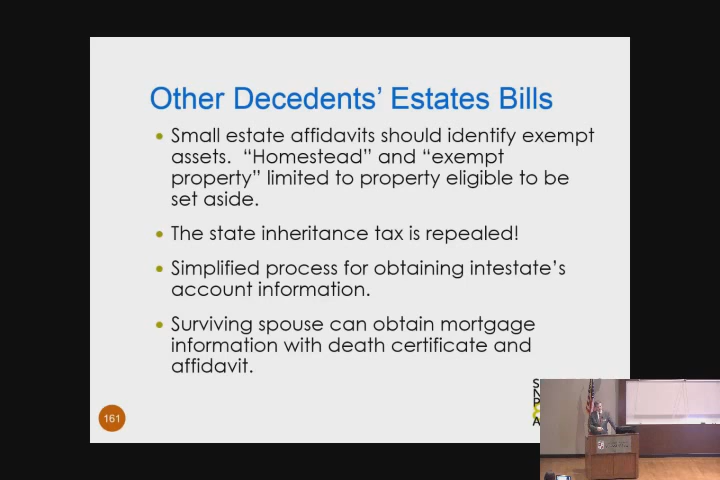 Other Decedents’ Estates Bills
• Small estate affidavits should identify exempt
assets. “Homestead” and “exempt
property” limited to property eligible to be
set aside.
• The state inheritance tax is repealed!
• Simplified process for obtaining intestate’s
account information.
• Surviving spouse can obtain mortgage
information with death certificate and
affidavit.
161
S
N
P
A